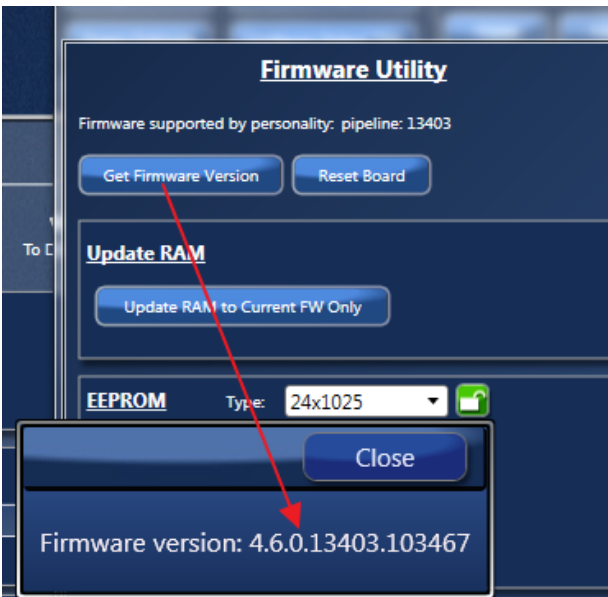 Firmware Utility
Firmware supported by personality: pipeline: 13403
Get Firmware Version Reset Board
Update RAM
To D
Update RAM to Current FW Only
EEPROM Type: 24x1025
Close
Firmware version: 4.6.0.13403.103467